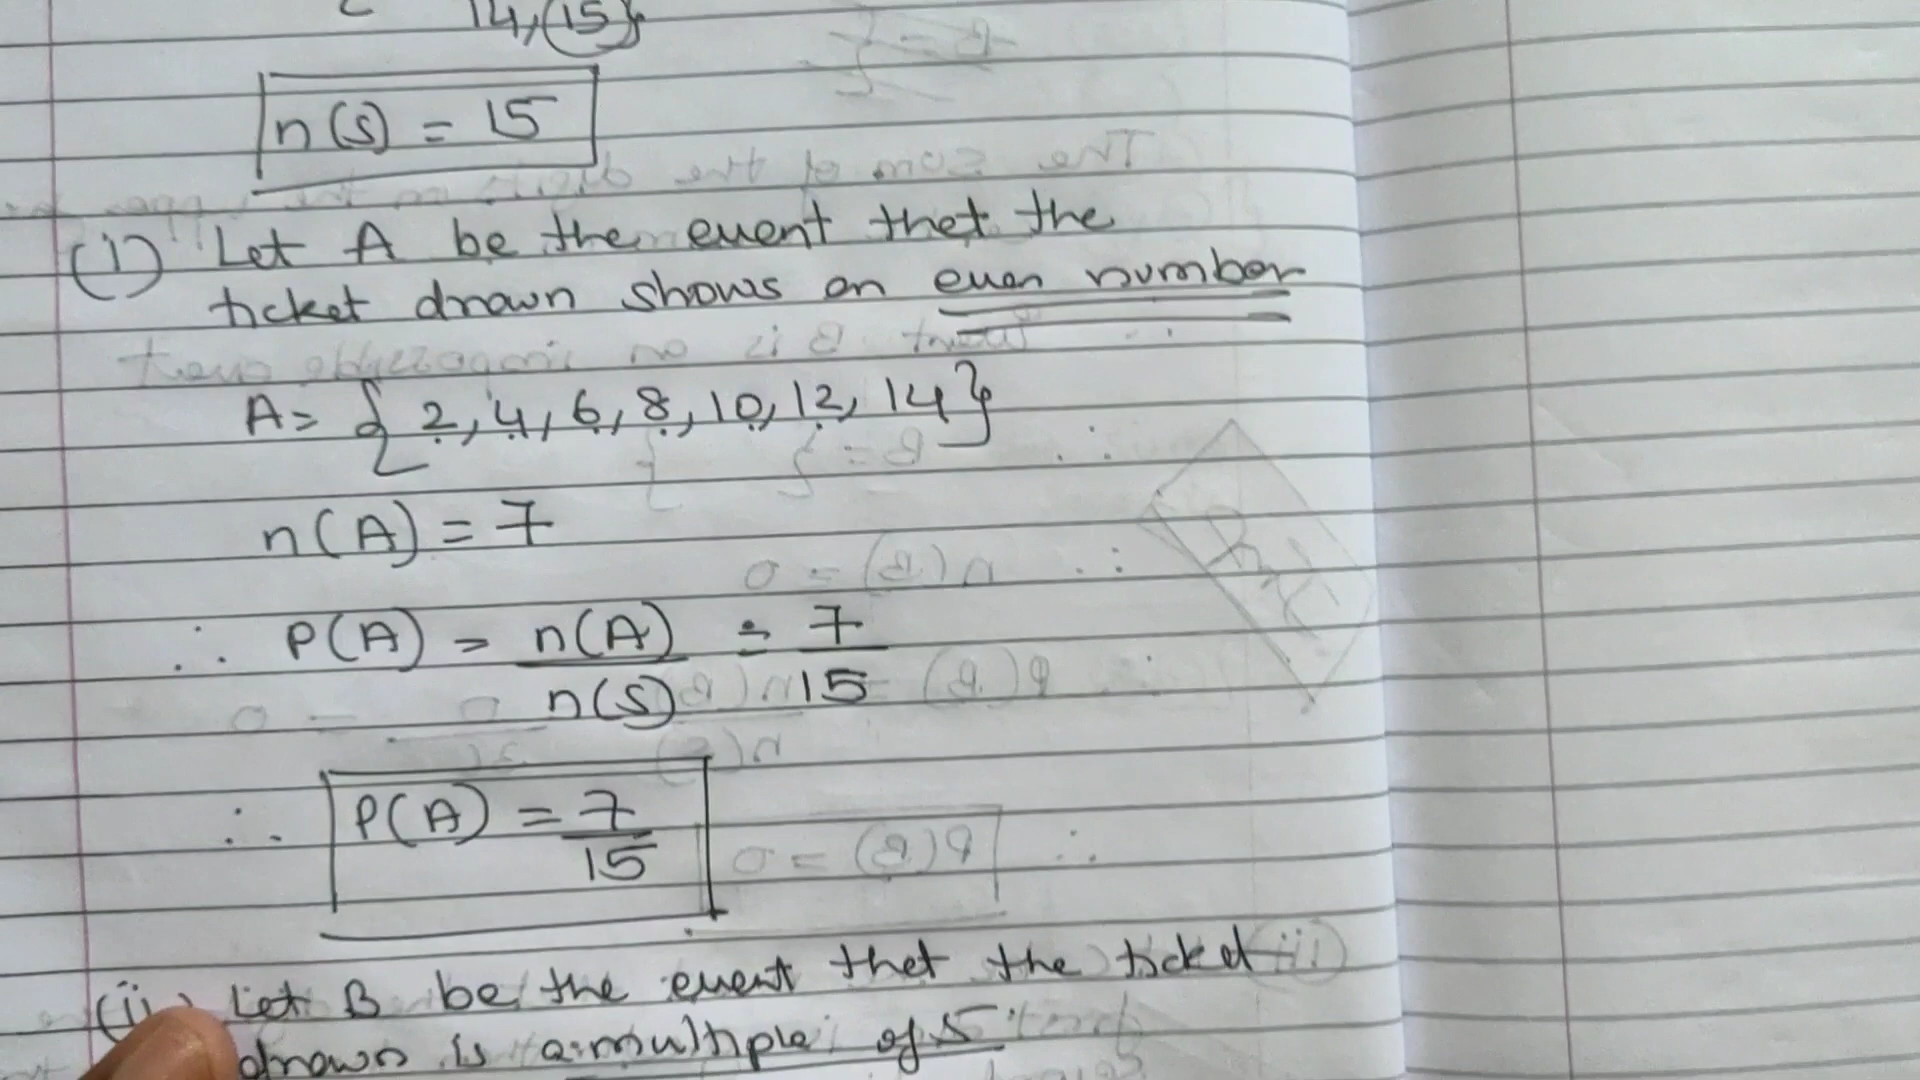 14, 15}
n(S) = 15
(i) Let A be the event that the
ticket drawn shows an even number
A = { 2, 4, 6, 8, 10, 12, 14 }
n(A) = 7
∴ P(A) = n(A) / n(S) = 7 / 15
∴ P(A) = 7 / 15
(ii) Let B be the event that the ticket
drawn is a multiple of 5